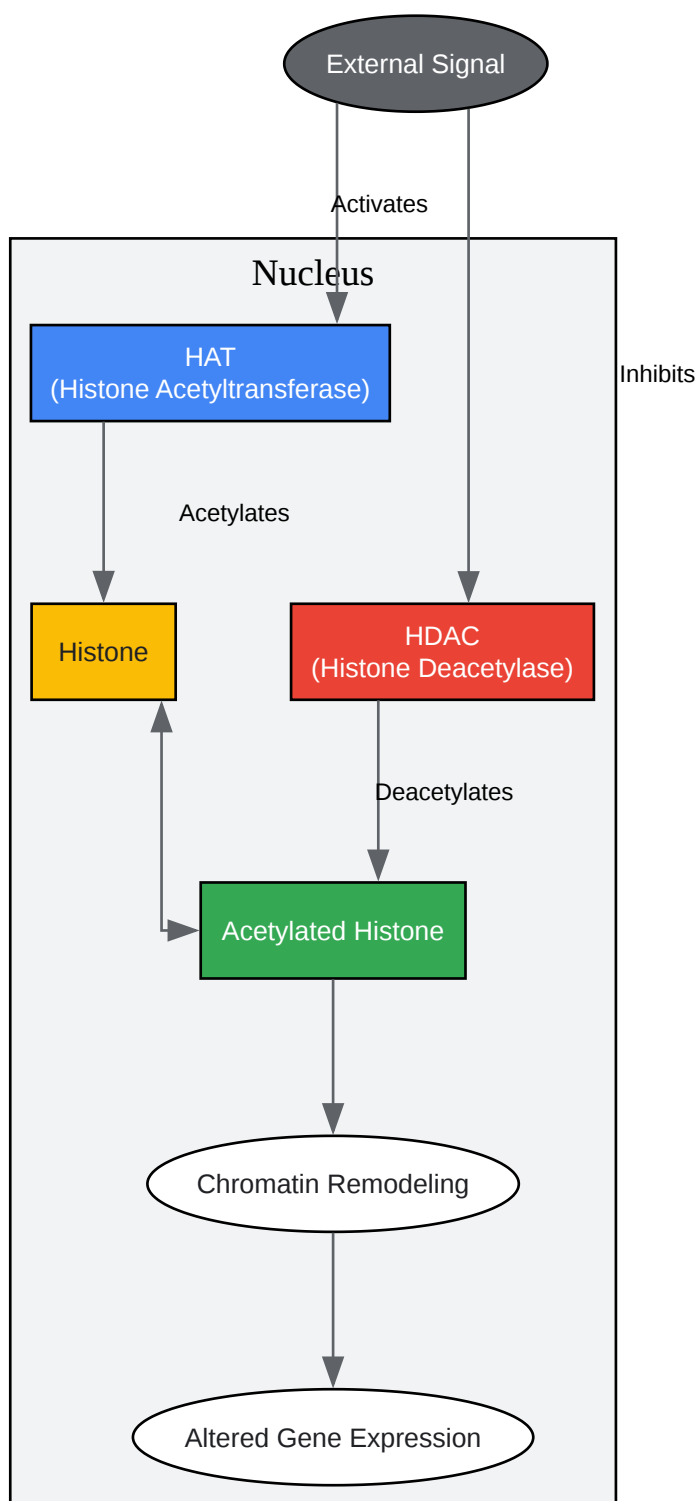 External Signal
Activates
Nucleus
HAT
(Histone Acetyltransferase)
Inhibits
Acetylates
Histone
HDAC
(Histone Deacetylase)
Deacetylates
Acetylated Histone
Chromatin Remodeling
Altered Gene Expression